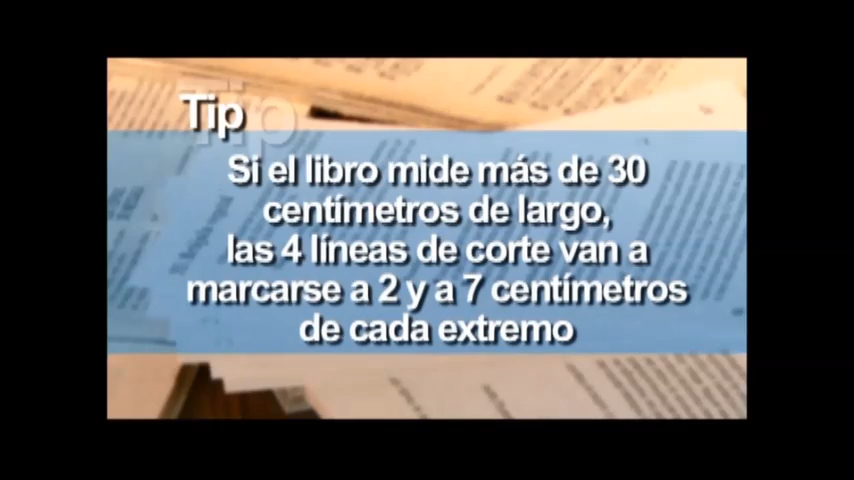 Tip
Si el libro mide más de 30
centímetros de largo,
las 4 líneas de corte van a
marcarse a 2 y a 7 centímetros
de cada extremo